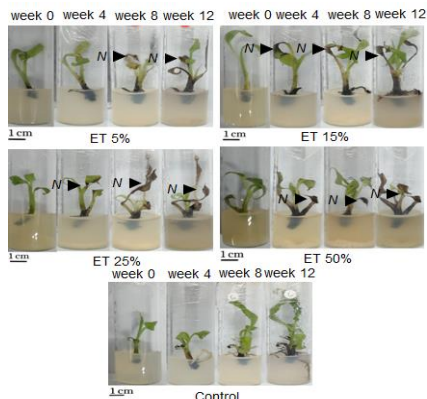 week 0 week 4 week 8 week 12 week 0 week 4 week 8 week 12
N N N N N
1 cm 1 cm
ET 5% ET 15%
N N N N N N
1 cm 1 cm
ET 25% ET 50%
week 0 week 4 week 8 week 12
1 cm
Control